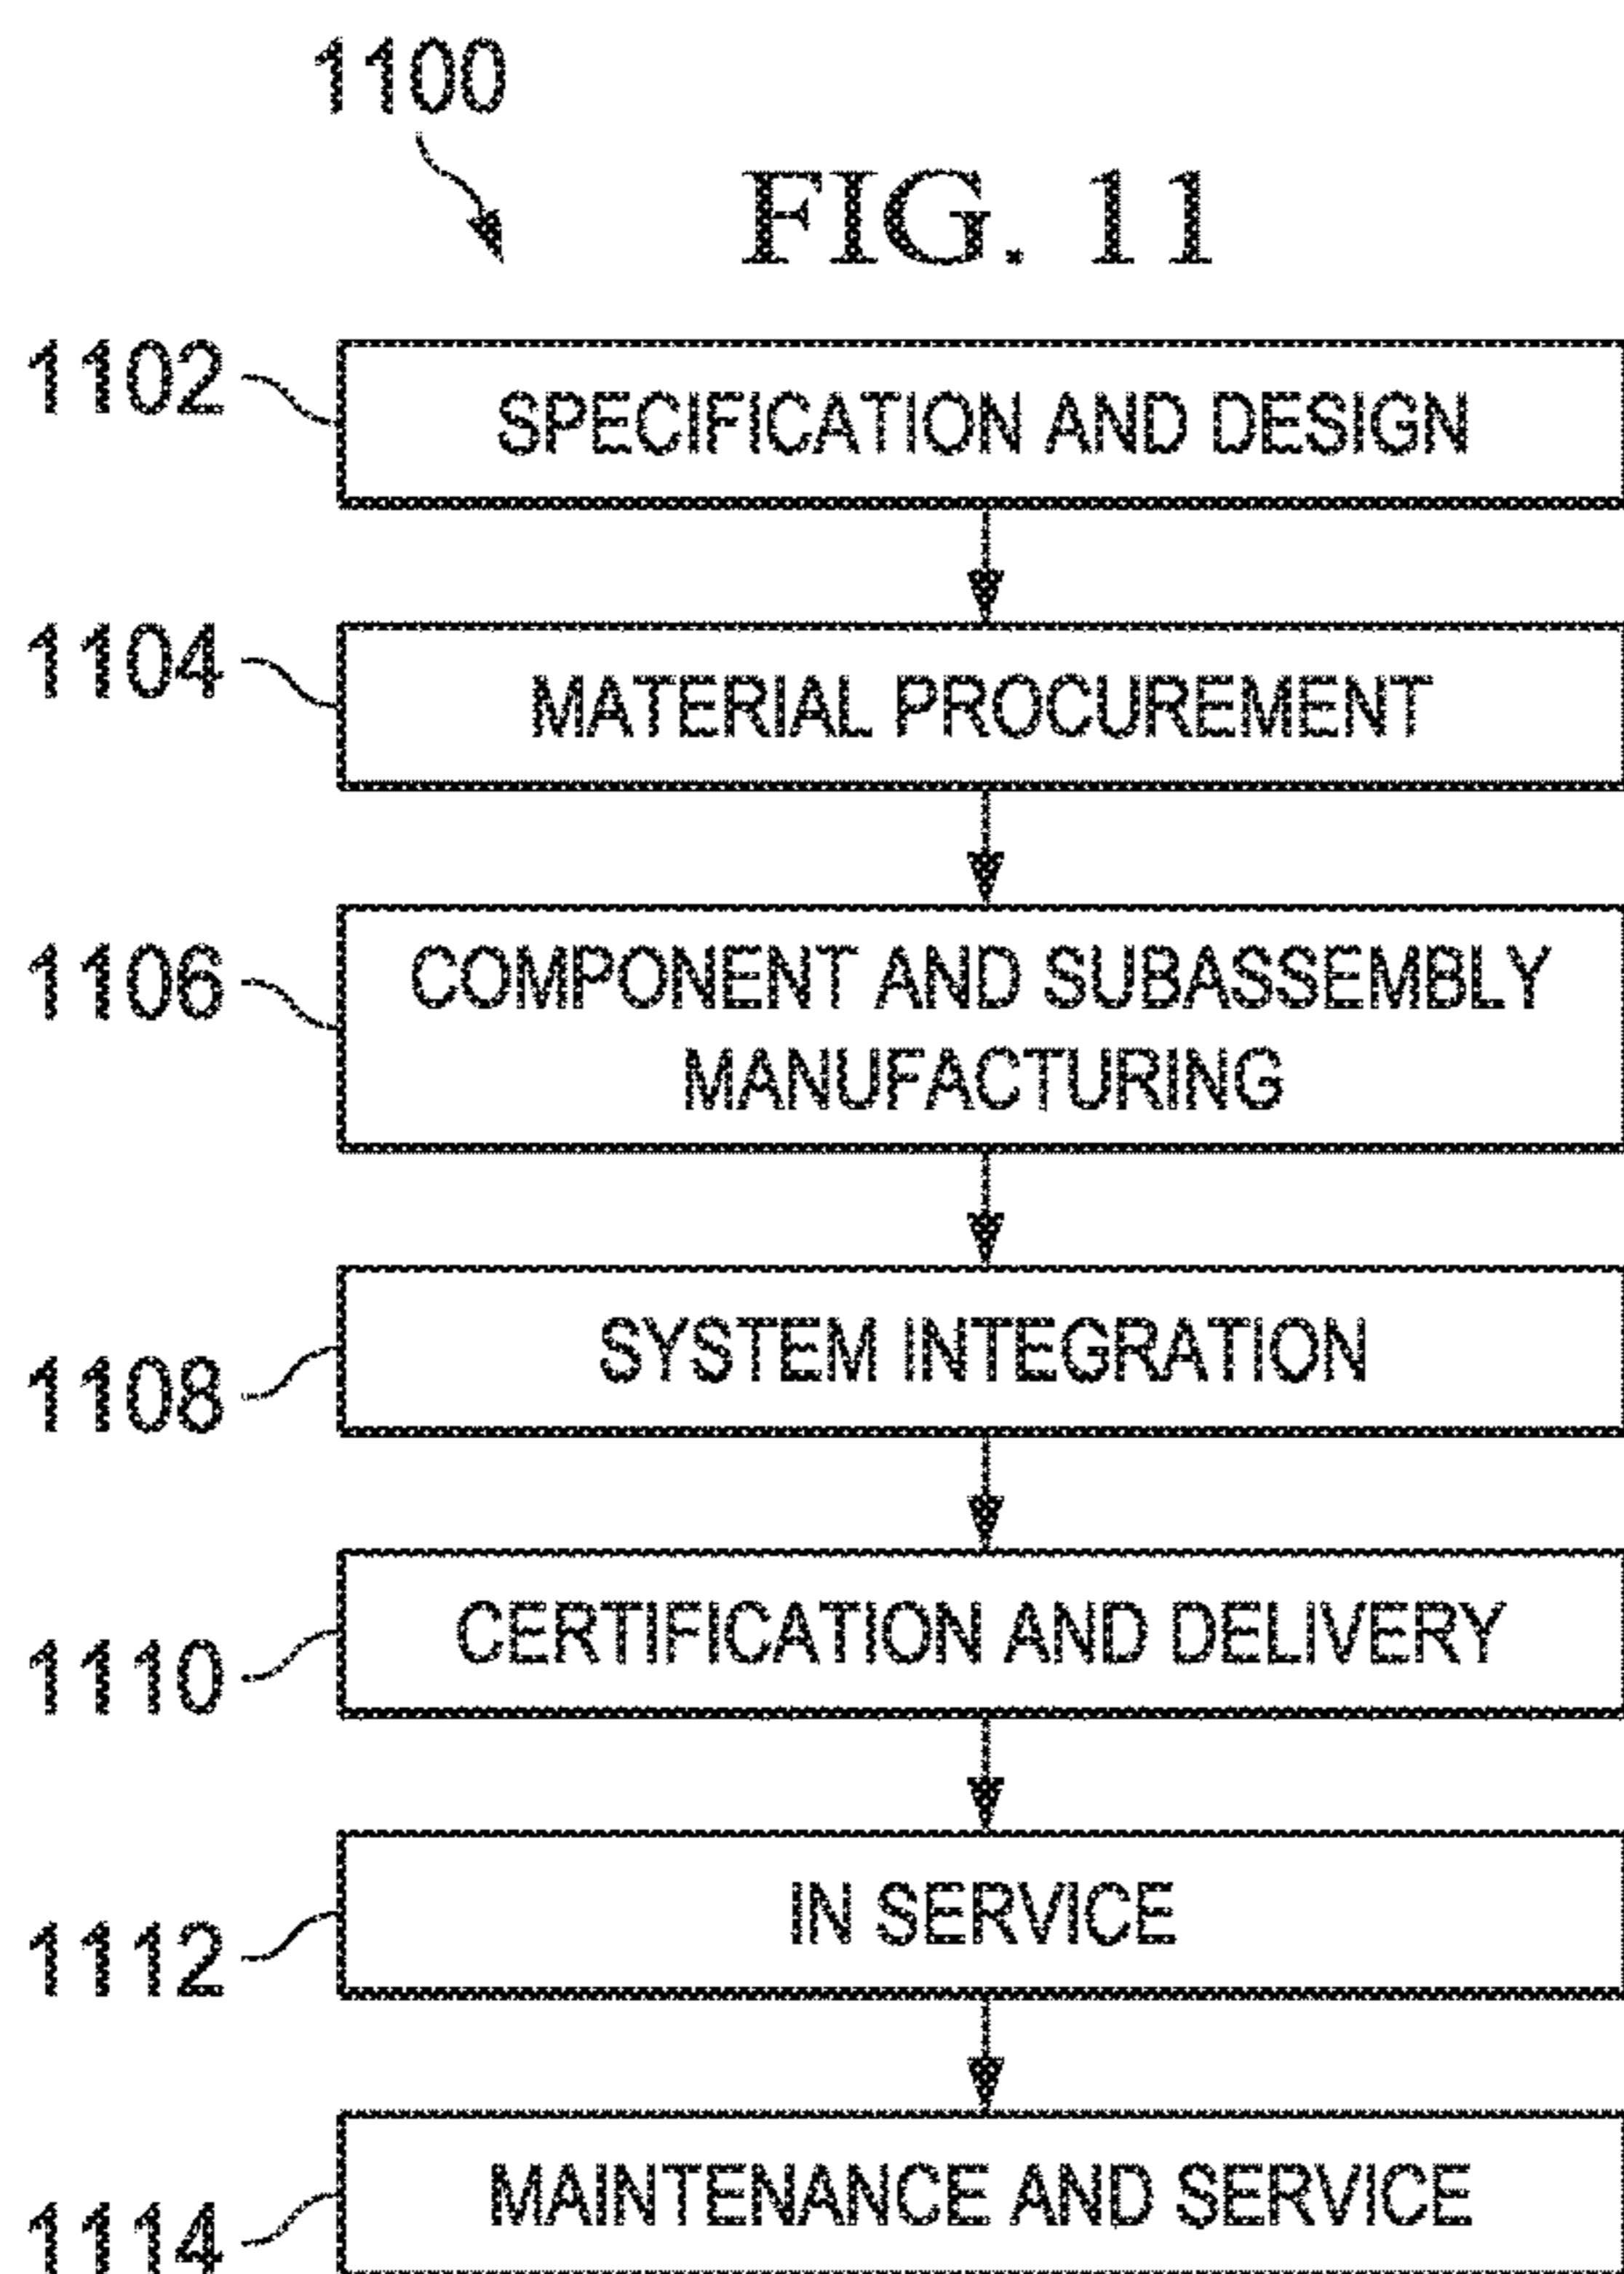 1100
FIG. 11
1102
SPECIFICATION AND DESIGN
1104
MATERIAL PROCUREMENT
1106
COMPONENT AND SUBASSEMBLY
MANUFACTURING
1108
SYSTEM INTEGRATION
1110
CERTIFICATION AND DELIVERY
1112
IN SERVICE
1114
MAINTENANCE AND SERVICE